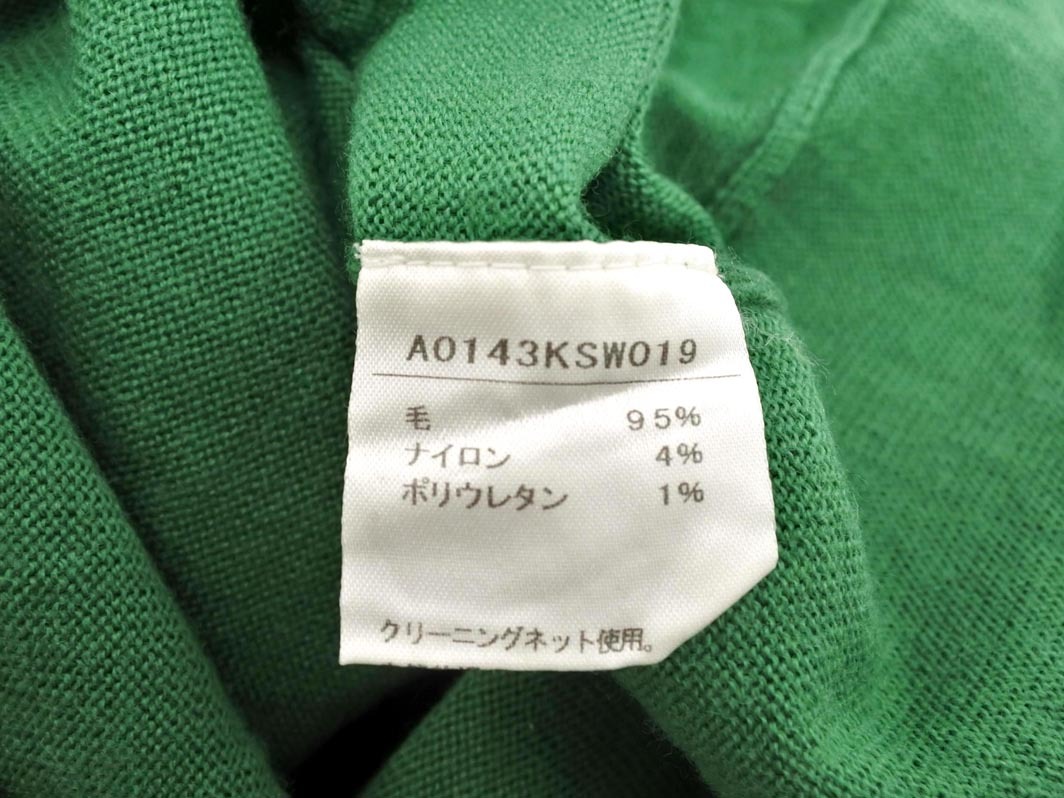 A0143KSW019
毛 95%
ナイロン 4%
ポリウレタン 1%
クリーニングネット使用。